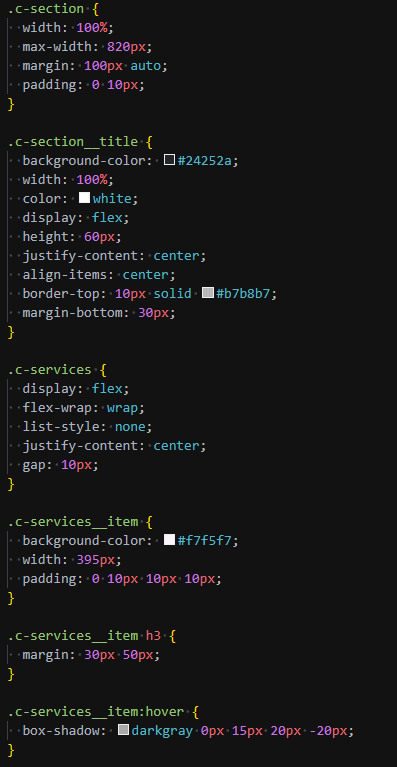 .c-section {
  width: 100%;
  max-width: 820px;
  margin: 100px auto;
  padding: 0 10px;
}

.c-section__title {
  background-color: #24252a;
  width: 100%;
  color: white;
  display: flex;
  height: 60px;
  justify-content: center;
  align-items: center;
  border-top: 10px solid #b7b8b7;
  margin-bottom: 30px;
}

.c-services {
  display: flex;
  flex-wrap: wrap;
  list-style: none;
  justify-content: center;
  gap: 10px;
}

.c-services__item {
  background-color: #f7f5f7;
  width: 395px;
  padding: 0 10px 10px 10px;
}

.c-services__item h3 {
  margin: 30px 50px;
}

.c-services__item:hover {
  box-shadow: darkgray 0px 15px 20px -20px;
}